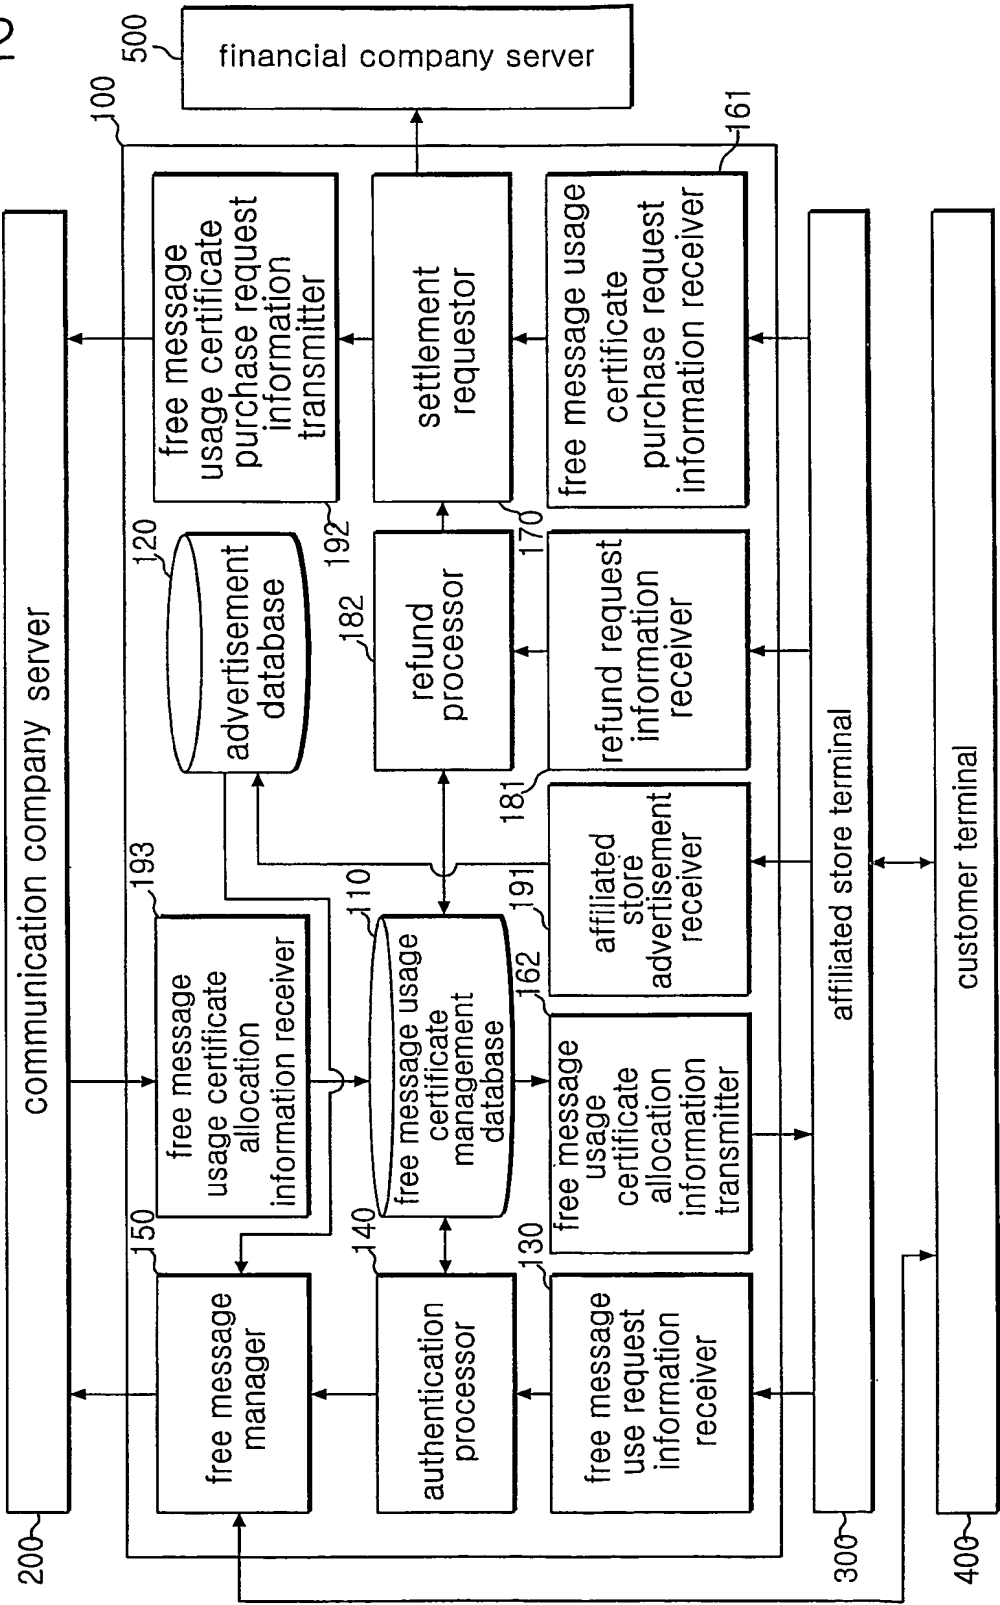 2
200
communication company server
500
financial company server
100
150
free message
manager
193
free message
usage certificate
allocation
information receiver
120
advertisement
database
192
free message
usage certificate
purchase request
information
transmitter
140
authentication
processor
110
free message usage
certificate
management
database
182
refund
processor
170
settlement
requestor
130
free message
use request
information
receiver
162
free message
usage
certificate
allocation
information
transmitter
191
affiliated
store
advertisement
receiver
181
refund request
information
receiver
161
free message usage
certificate
purchase request
information receiver
300
affiliated store terminal
400
customer terminal